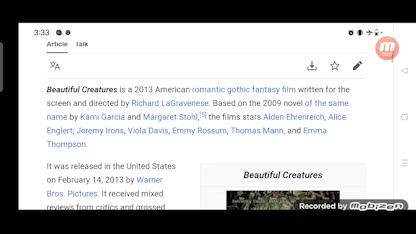 3:33
Article Talk
Beautiful Creatures is a 2013 American romantic gothic fantasy film written for the
screen and directed by Richard LaGravenese. Based on the 2009 novel of the same
name by Kami Garcia and Margaret Stohl,[5] the films stars Alden Ehrenreich, Alice
Englert, Jeremy Irons, Viola Davis, Emmy Rossum, Thomas Mann, and Emma
Thompson.
It was released in the United States
on February 14, 2013 by Warner
Bros. Pictures. It received mixed
reviews from critics and grossed
Beautiful Creatures
Recorded by Mobizen